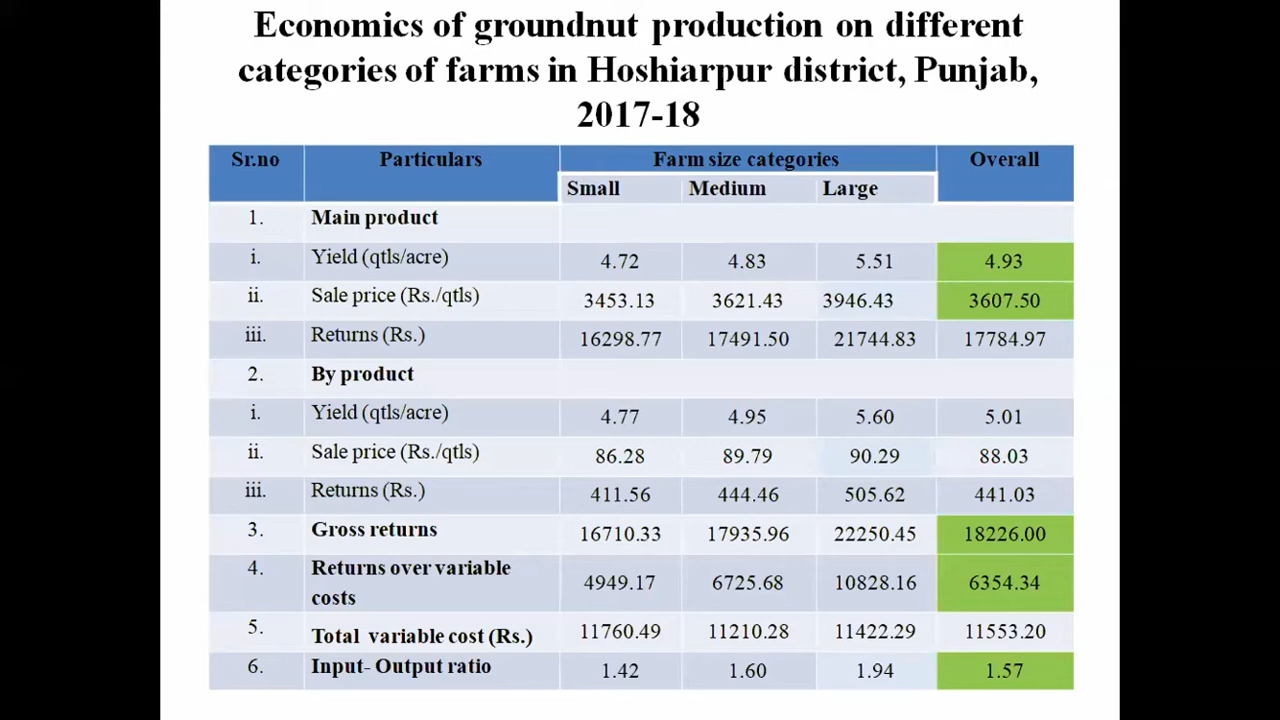 Economics of groundnut production on different
categories of farms in Hoshiarpur district, Punjab,
2017-18
Sr.no Particulars Farm size categories Overall
Small Medium Large
1. Main product
i. Yield (qtls/acre) 4.72 4.83 5.51 4.93
ii. Sale price (Rs./qtls) 3453.13 3621.43 3946.43 3607.50
iii. Returns (Rs.) 16298.77 17491.50 21744.83 17784.97
2. By product
i. Yield (qtls/acre) 4.77 4.95 5.60 5.01
ii. Sale price (Rs./qtls) 86.28 89.79 90.29 88.03
iii. Returns (Rs.) 411.56 444.46 505.62 441.03
3. Gross returns 16710.33 17935.96 22250.45 18226.00
4. Returns over variable
costs 4949.17 6725.68 10828.16 6354.34
5. Total variable cost (Rs.) 11760.49 11210.28 11422.29 11553.20
6. Input- Output ratio 1.42 1.60 1.94 1.57